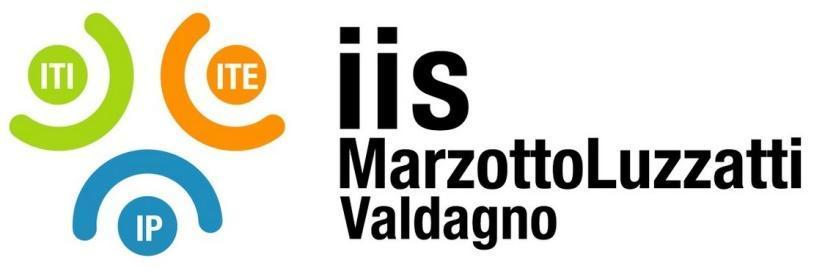 ITI
ITE
IP
iis
MarzottoLuzzatti
Valdagno